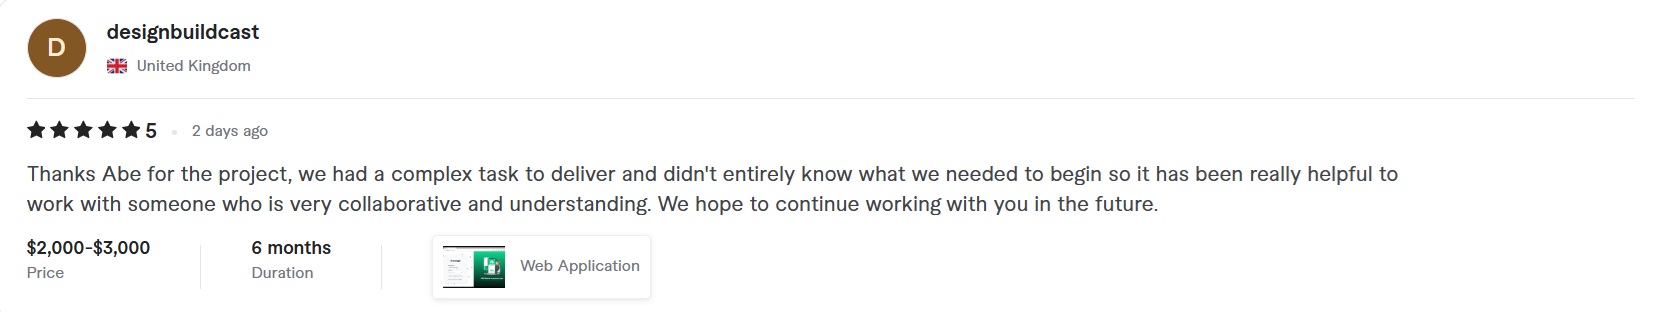 D
designbuildcast
United Kingdom
5
2 days ago
Thanks Abe for the project, we had a complex task to deliver and didn't entirely know what we needed to begin so it has been really helpful to
work with someone who is very collaborative and understanding. We hope to continue working with you in the future.
$2,000-$3,000
Price
6 months
Duration
Web Application